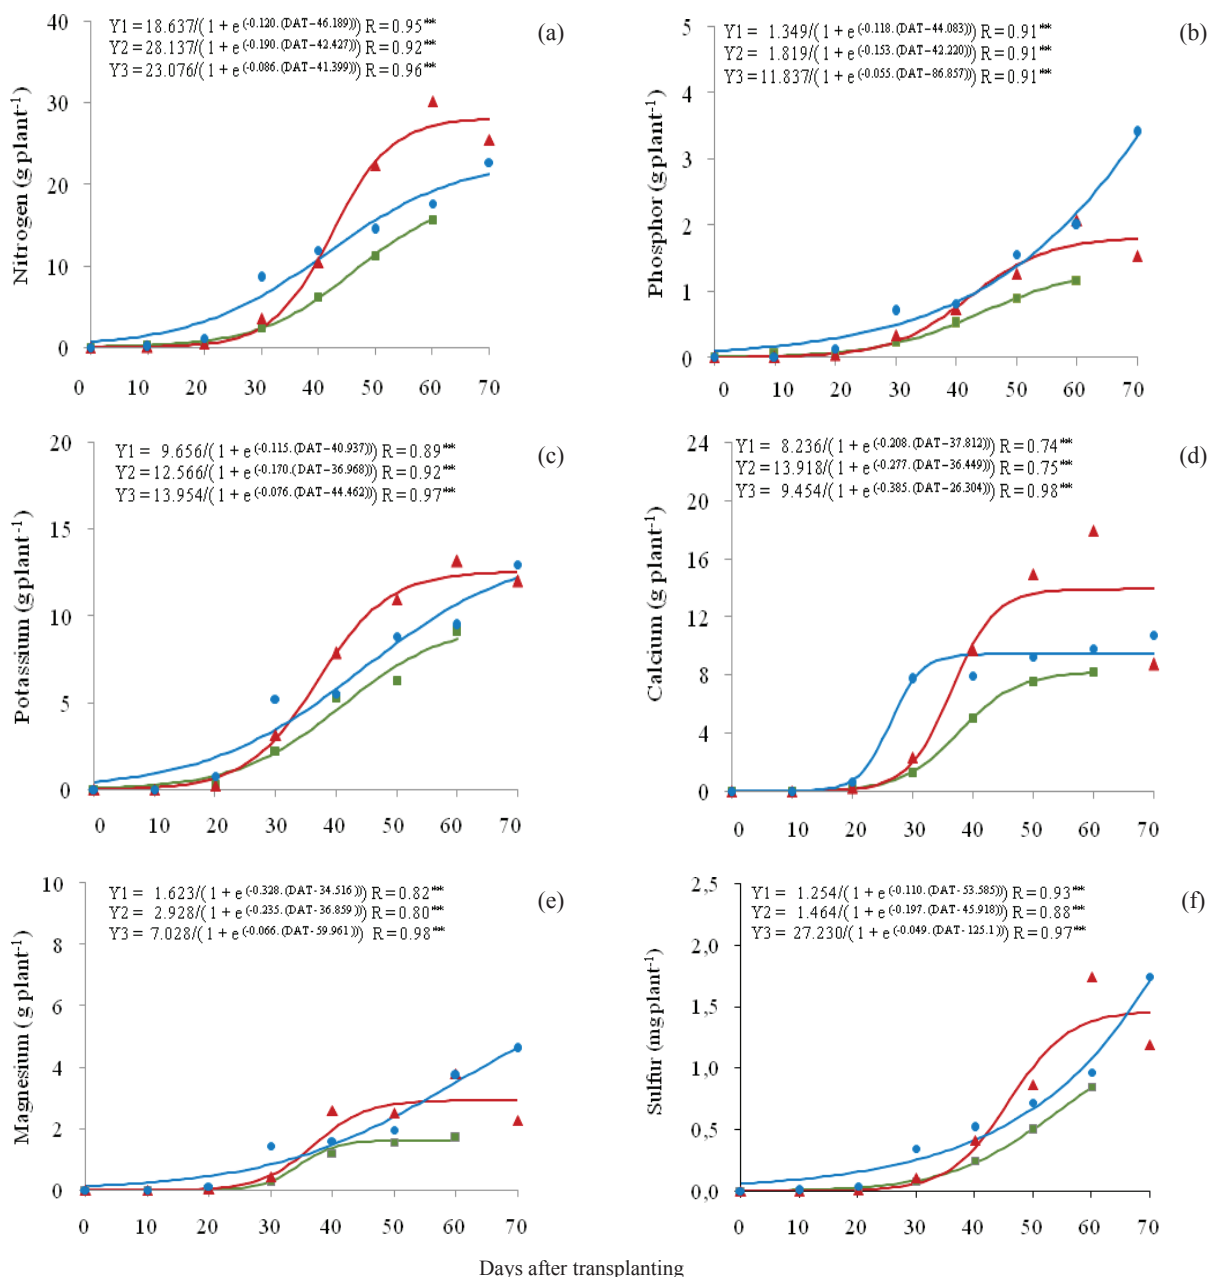 Y1 = 18.637/(1 + e(-0.120.(DAT-46.189))) R = 0.95**
Y2 = 28.137/(1 + e(-0.190.(DAT-42.427))) R = 0.92**
Y3 = 23.076/(1 + e(-0.086.(DAT-41.399))) R = 0.96**
(a)
40
30
20
10
0
Nitrogen (g plant-1)
0 10 20 30 40 50 60 70
Y1 = 1.349/(1 + e(-0.118.(DAT-44.083))) R = 0.91**
Y2 = 1.819/(1 + e(-0.153.(DAT-42.220))) R = 0.91**
Y3 = 11.837/(1 + e(-0.055.(DAT-86.857))) R = 0.91**
(b)
5
4
3
2
1
0
Phosphor (g plant-1)
0 10 20 30 40 50 60 70
Y1 = 9.656/(1 + e(-0.115.(DAT-40.937))) R = 0.89**
Y2 = 12.566/(1 + e(-0.170.(DAT-36.968))) R = 0.92**
Y3 = 13.954/(1 + e(-0.076.(DAT-44.462))) R = 0.97**
(c)
20
15
10
5
0
Potassium (g plant-1)
0 10 20 30 40 50 60 70
Y1 = 8.236/(1 + e(-0.208.(DAT-37.812))) R = 0.74**
Y2 = 13.918/(1 + e(-0.277.(DAT-36.449))) R = 0.75**
Y3 = 9.454/(1 + e(-0.385.(DAT-26.304))) R = 0.98**
(d)
24
20
16
12
8
4
0
Calcium (g plant-1)
0 10 20 30 40 50 60 70
Y1 = 1.623/(1 + e(-0.328.(DAT-34.516))) R = 0.82**
Y2 = 2.928/(1 + e(-0.235.(DAT-36.859))) R = 0.80**
Y3 = 7.028/(1 + e(-0.066.(DAT-59.961))) R = 0.98**
(e)
10
8
6
4
2
0
Magnesium (g plant-1)
0 10 20 30 40 50 60 70
Y1 = 1.254/(1 + e(-0.110.(DAT-53.585))) R = 0.93**
Y2 = 1.464/(1 + e(-0.197.(DAT-45.918))) R = 0.88**
Y3 = 27.230/(1 + e(-0.049.(DAT-125.1))) R = 0.97**
(f)
2,5
2,0
1,5
1,0
0,5
0,0
Sulfur (mg plant-1)
0 10 20 30 40 50 60 70
Days after transplanting